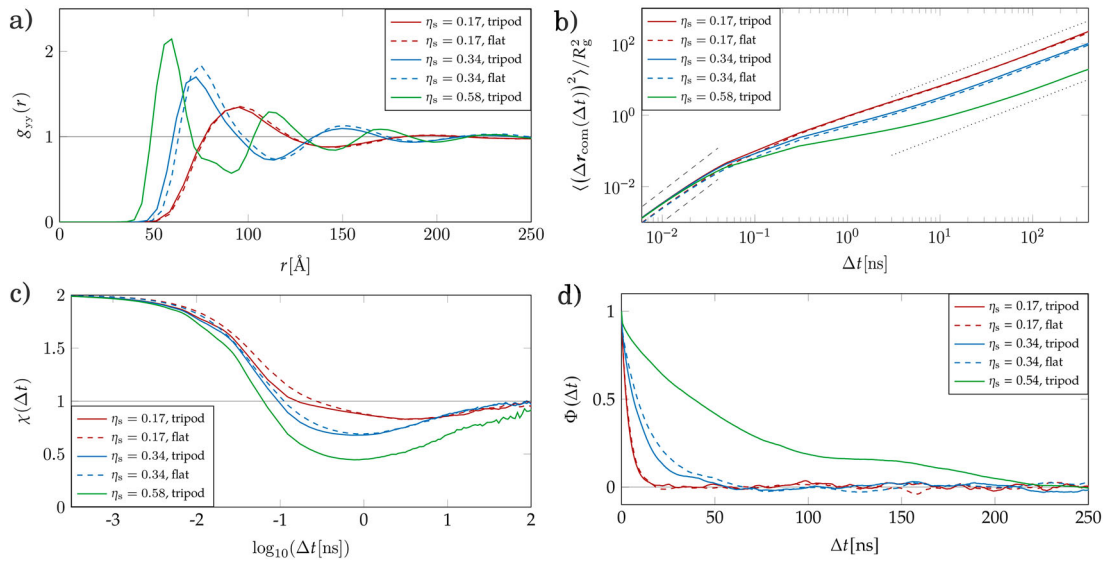 a)
g_yy(r)
2
1
0
0 50 100 150 200 250
r[Å]
η_s = 0.17, tripod
η_s = 0.17, flat
η_s = 0.34, tripod
η_s = 0.34, flat
η_s = 0.58, tripod
b)
⟨(Δr_com(Δt))²⟩/R_g²
10²
10⁰
10⁻²
10⁻² 10⁻¹ 10⁰ 10¹ 10²
Δt[ns]
η_s = 0.17, tripod
η_s = 0.17, flat
η_s = 0.34, tripod
η_s = 0.34, flat
η_s = 0.58, tripod
c)
χ(Δt)
2
1.5
1
0.5
0
-3 -2 -1 0 1 2
log₁₀(Δt[ns])
η_s = 0.17, tripod
η_s = 0.17, flat
η_s = 0.34, tripod
η_s = 0.34, flat
η_s = 0.58, tripod
d)
Φ(Δt)
1
0.5
0
0 50 100 150 200 250
Δt[ns]
η_s = 0.17, tripod
η_s = 0.17, flat
η_s = 0.34, tripod
η_s = 0.34, flat
η_s = 0.54, tripod